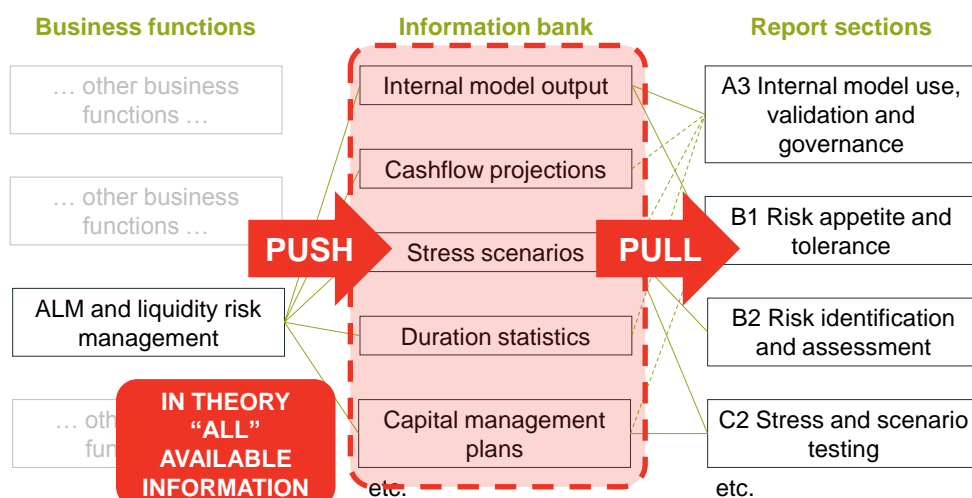 Business functions
Information bank
Report sections
… other business
functions …
… other business
functions …
ALM and liquidity risk
management
… oth
fun
IN THEORY
“ALL”
AVAILABLE
INFORMATION
PUSH
Internal model output
Cashflow projections
Stress scenarios
Duration statistics
Capital management
plans
etc.
PULL
A3 Internal model use,
validation and
governance
B1 Risk appetite and
tolerance
B2 Risk identification
and assessment
C2 Stress and scenario
testing
etc.